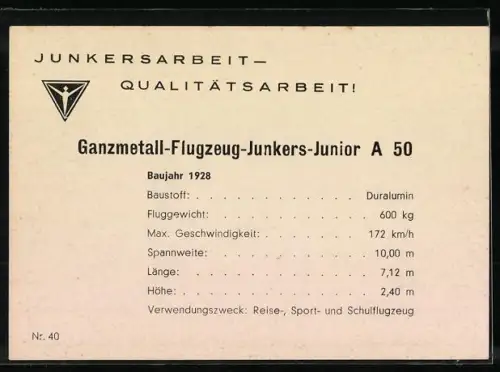 JUNKERSARBEIT —
QUALITÄTSARBEIT!
Ganzmetall-Flugzeug-Junkers-Junior A 50
Baujahr 1928
Baustoff: . . . . . . . . . . . . Duralumin
Fluggewicht: . . . . . . . . . . . 600 kg
Max. Geschwindigkeit: . . . . . . . 172 km/h
Spannweite: . . . . . . . . . . . 10,00 m
Länge: . . . . . . . . . . . . . 7,12 m
Höhe: . . . . . . . . . . . . . 2,40 m
Verwendungszweck: Reise-, Sport- und Schulflugzeug
Nr. 40